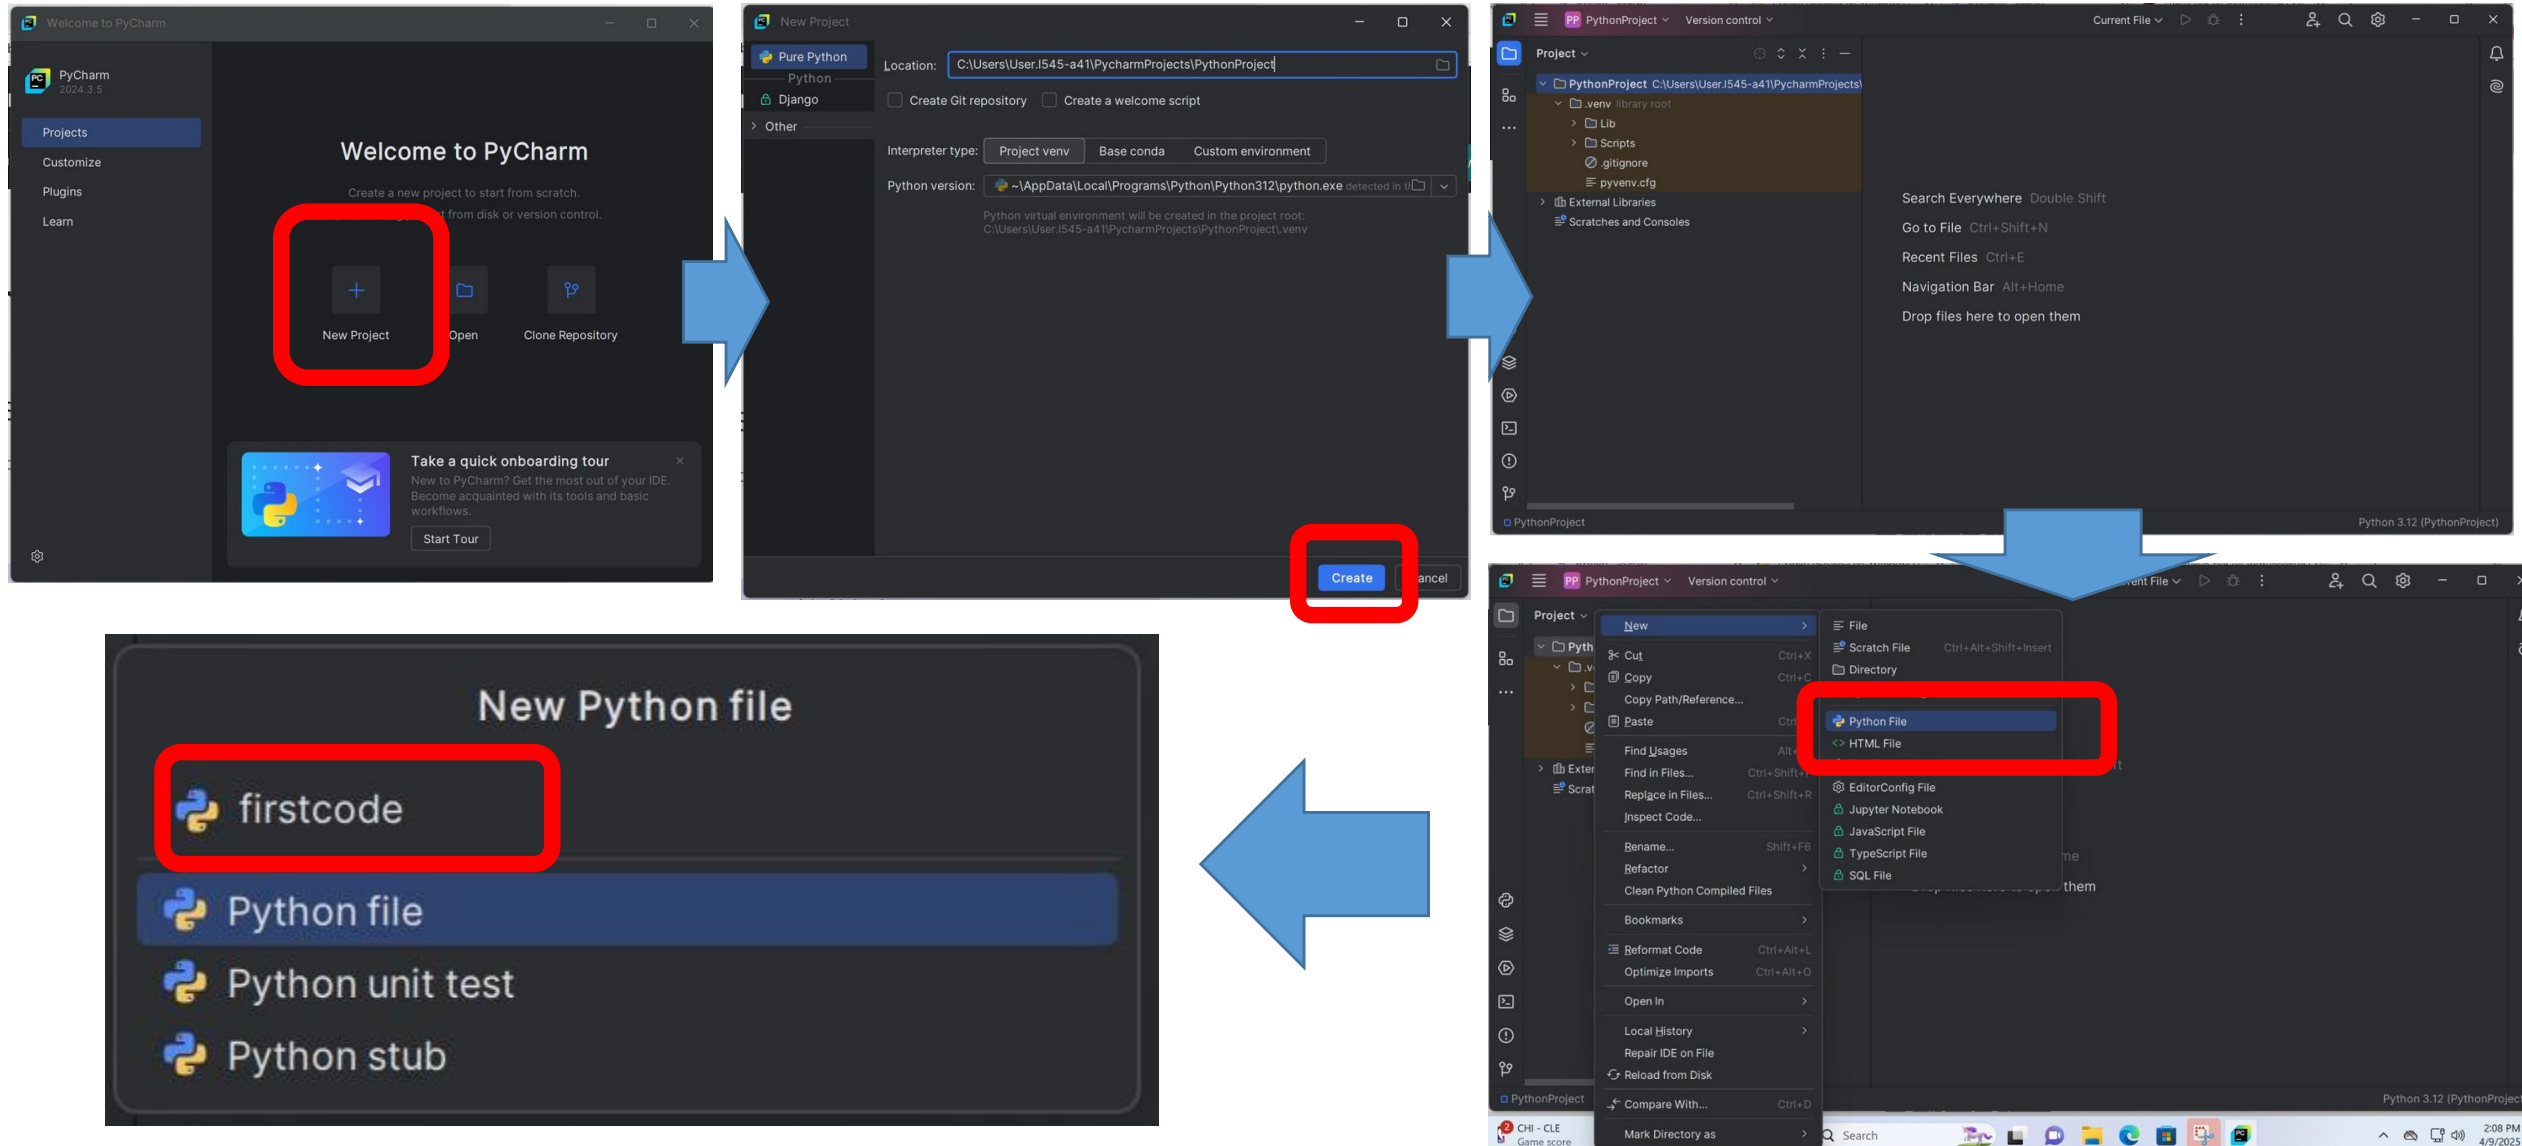 Welcome to PyCharm
PyCharm
2024.3.5
Projects
Customize
Plugins
Learn
Welcome to PyCharm
Create a new project to start from scratch.
from disk or version control.
New Project
Open
Clone Repository
Take a quick onboarding tour
New to PyCharm? Get the most out of your IDE.
Become acquainted with its tools and basic
workflows.
Start Tour
New Project
Pure Python
Python
Django
Other
Location: C:\Users\User.I545-a41\PycharmProjects\PythonProject
Create Git repository Create a welcome script
Interpreter type: Project venv Base conda Custom environment
Python version: ~\AppData\Local\Programs\Python\Python312\python.exe detected in
Python virtual environment will be created in the project root:
C:\Users\User.I545-a41\PycharmProjects\PythonProject\.venv
Create
PP PythonProject Version control Current File
Project
PythonProject C:\Users\User.I545-a41\PycharmProjects\
.venv library root
Lib
Scripts
.gitignore
pyvenv.cfg
External Libraries
Scratches and Consoles
Search Everywhere Double Shift
Go to File Ctrl+Shift+N
Recent Files Ctrl+E
Navigation Bar Alt+Home
Drop files here to open them
PythonProject
Python 3.12 (PythonProject)
PP PythonProject Version control File
Project
New
Cut Ctrl+X
Copy Ctrl+C
Copy Path/Reference...
Paste
Find Usages
Find in Files...
Replace in Files... Ctrl+Shift+R
Inspect Code...
Rename... Shift+F6
Refactor
Clean Python Compiled Files
Bookmarks
Reformat Code Ctrl+Alt+L
Optimize Imports Ctrl+Alt+O
Open In
Local History
Repair IDE on File
Reload from Disk
Compare With... Ctrl+D
Mark Directory as
File
Scratch File Ctrl+Alt+Shift+Insert
Directory
Python File
HTML File
EditorConfig File
Jupyter Notebook
JavaScript File
TypeScript File
SQL File
them
PythonProject
Python 3.12
2
CHI - CLE
Game score
Search
2:08 PM
4/9/2025
New Python file
firstcode
Python file
Python unit test
Python stub